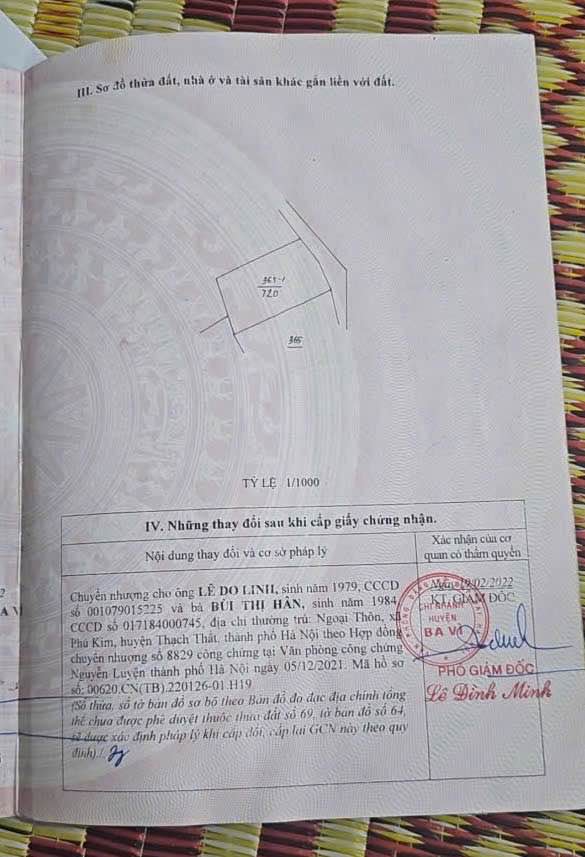 III. Sơ đồ thửa đất, nhà ở và tài sản khác gắn liền với đất.
365-1
720
365
TỶ LỆ 1/1000
IV. Những thay đổi sau khi cấp giấy chứng nhận.
Nội dung thay đổi và cơ sở pháp lý
Xác nhận của cơ
quan có thẩm quyền
Chuyển nhượng cho ông LÊ DO LINH, sinh năm 1979, CCCD
số 001079015225 và bà BÙI THỊ HÂN, sinh năm 1984,
CCCD số 017184000745, địa chỉ thường trú: Ngoại Thôn, xã
Phú Kim, huyện Thạch Thất, thành phố Hà Nội theo Hợp đồng
chuyển nhượng số 8829 công chứng tại Văn phòng công chứng
Nguyễn Luyện thành phố Hà Nội ngày 05/12/2021. Mã hồ sơ
số: 00620.CN(TB).220126-01.H19
(Số thửa, số tờ bản đồ sơ bộ theo Bản đồ đo đạc địa chính tổng
thể chưa được phê duyệt thuộc thửa đất số 69, tờ bản đồ số 64,
sẽ được xác định pháp lý khi cấp đổi, cấp lại GCN này theo quy
định)./.
Ngày 19/02/2022
KT. GIÁM ĐỐC
CHI NHÁNH
HUYỆN
BA VÌ
PHÓ GIÁM ĐỐC
Lê Đình Minh